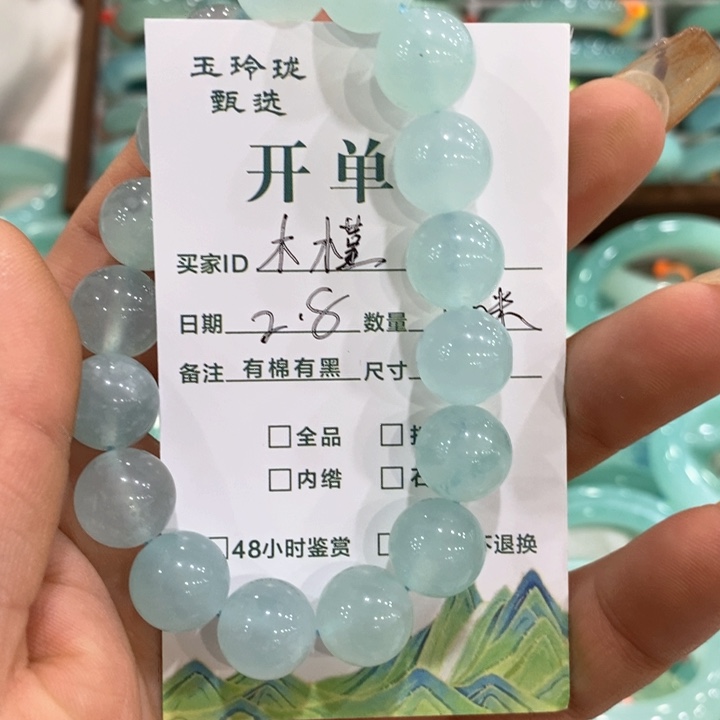 玉玲珑
甄选
开单
买家ID 木槿
日期 2.8 数量 米
备注 有棉有黑 尺寸
□全品 □
□内绺 □石
□48小时鉴赏 □ 不退换